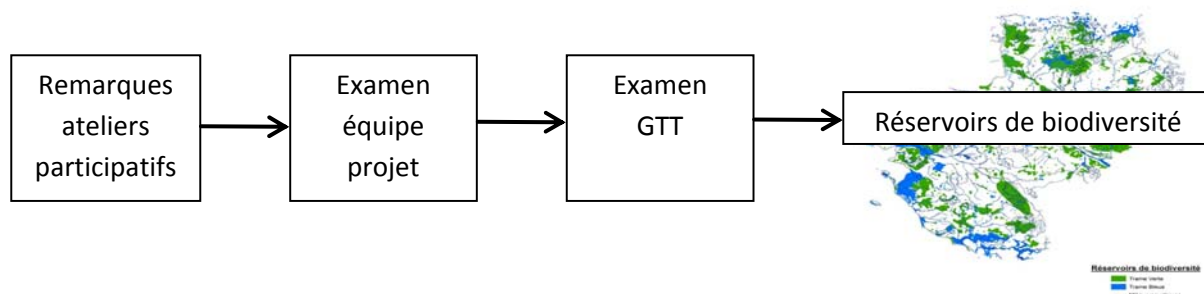 Remarques
ateliers
participatifs
Examen
équipe
projet
Examen
GTT
Réservoirs de biodiversité
Réservoirs de biodiversité
Trame Verte
Trame Bleue